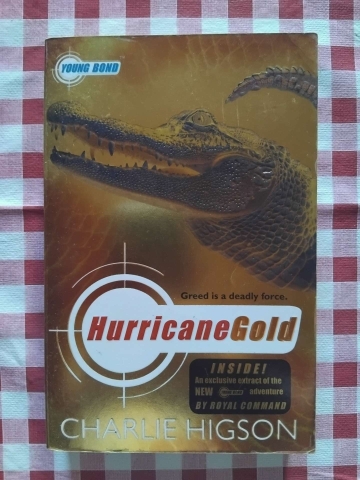 YOUNG BOND
Greed is a deadly force.
HurricaneGold
INSIDE!
An exclusive extract of the
NEW adventure
BY ROYAL COMMAND
CHARLIE HIGSON